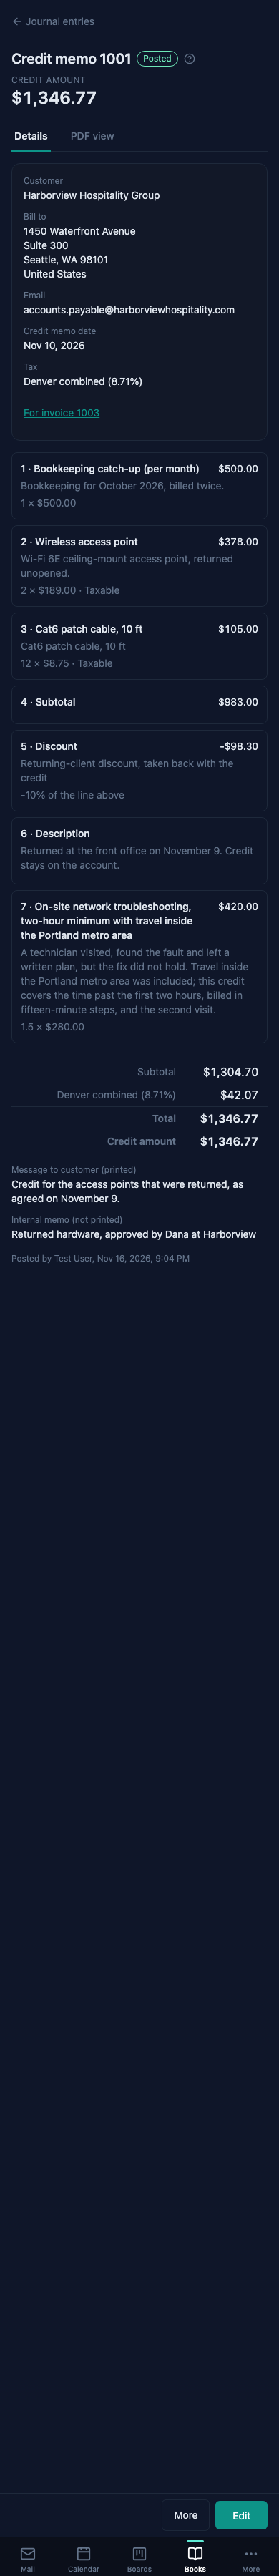 Journal entries
Credit memo 1001 Posted
CREDIT AMOUNT
$1,346.77
Details PDF view
Customer
Harborview Hospitality Group
Bill to
1450 Waterfront Avenue
Suite 300
Seattle, WA 98101
United States
Email
accounts.payable@harborviewhospitality.com
Credit memo date
Nov 10, 2026
Tax
Denver combined (8.71%)
For invoice 1003
1 · Bookkeeping catch-up (per month) $500.00
Bookkeeping for October 2026, billed twice.
1 × $500.00
2 · Wireless access point $378.00
Wi-Fi 6E ceiling-mount access point, returned
unopened.
2 × $189.00 · Taxable
3 · Cat6 patch cable, 10 ft $105.00
Cat6 patch cable, 10 ft
12 × $8.75 · Taxable
4 · Subtotal $983.00
5 · Discount -$98.30
Returning-client discount, taken back with the
credit
-10% of the line above
6 · Description
Returned at the front office on November 9. Credit
stays on the account.
7 · On-site network troubleshooting, $420.00
two-hour minimum with travel inside
the Portland metro area
A technician visited, found the fault and left a
written plan, but the fix did not hold. Travel inside
the Portland metro area was included; this credit
covers the time past the first two hours, billed in
fifteen-minute steps, and the second visit.
1.5 × $280.00
Subtotal $1,304.70
Denver combined (8.71%) $42.07
Total $1,346.77
Credit amount $1,346.77
Message to customer (printed)
Credit for the access points that were returned, as
agreed on November 9.
Internal memo (not printed)
Returned hardware, approved by Dana at Harborview
Posted by Test User, Nov 16, 2026, 9:04 PM
More Edit
Mail Calendar Boards Books More